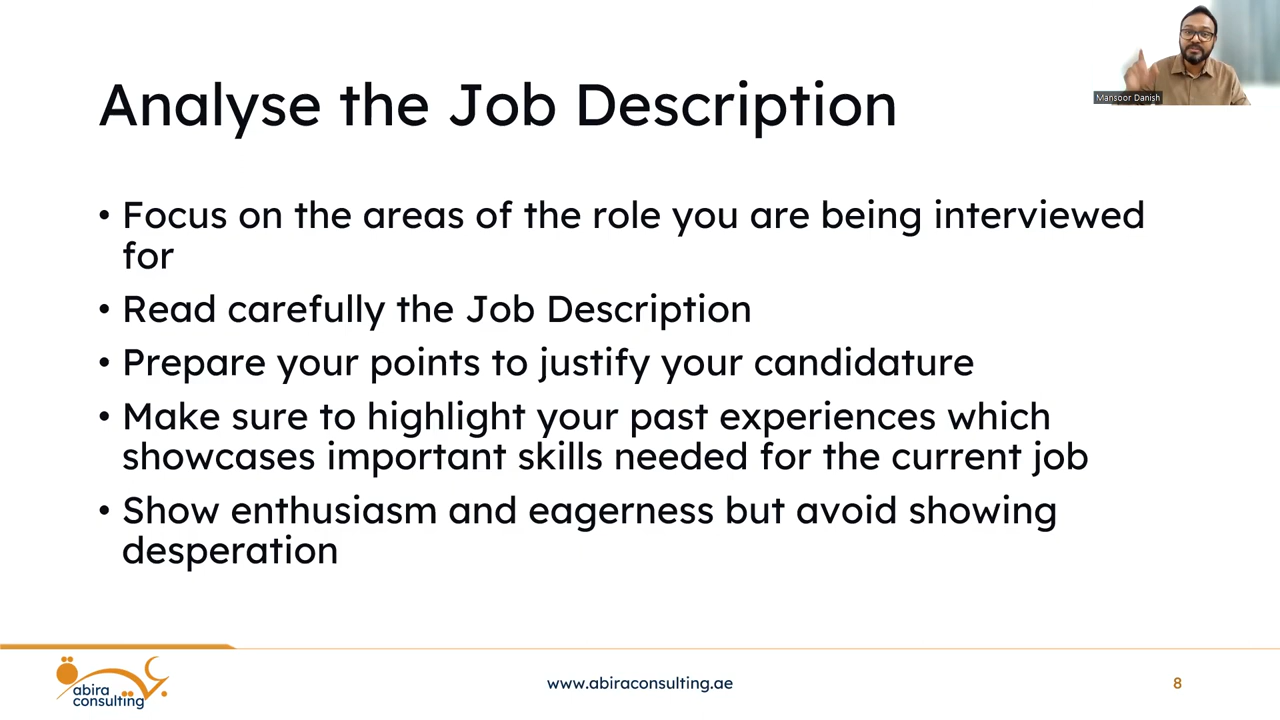 Mansoor Danish
Analyse the Job Description
• Focus on the areas of the role you are being interviewed
for
• Read carefully the Job Description
• Prepare your points to justify your candidature
• Make sure to highlight your past experiences which
showcases important skills needed for the current job
• Show enthusiasm and eagerness but avoid showing
desperation
abira
consulting
www.abiraconsulting.ae
8